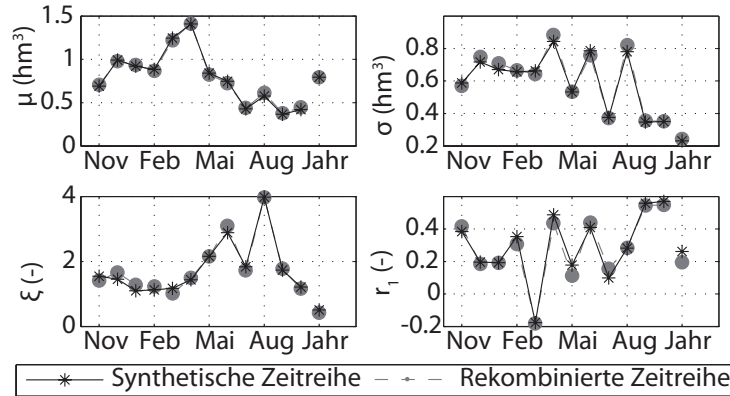 1.5
1
0.5
0
μ (hm³)
Nov Feb Mai Aug Jahr
0.8
0.6
0.4
0.2
σ (hm³)
Nov Feb Mai Aug Jahr
4
2
0
ξ (-)
Nov Feb Mai Aug Jahr
0.4
0.2
0
-0.2
r₁ (-)
Nov Feb Mai Aug Jahr
Synthetische Zeitreihe Rekombinierte Zeitreihe